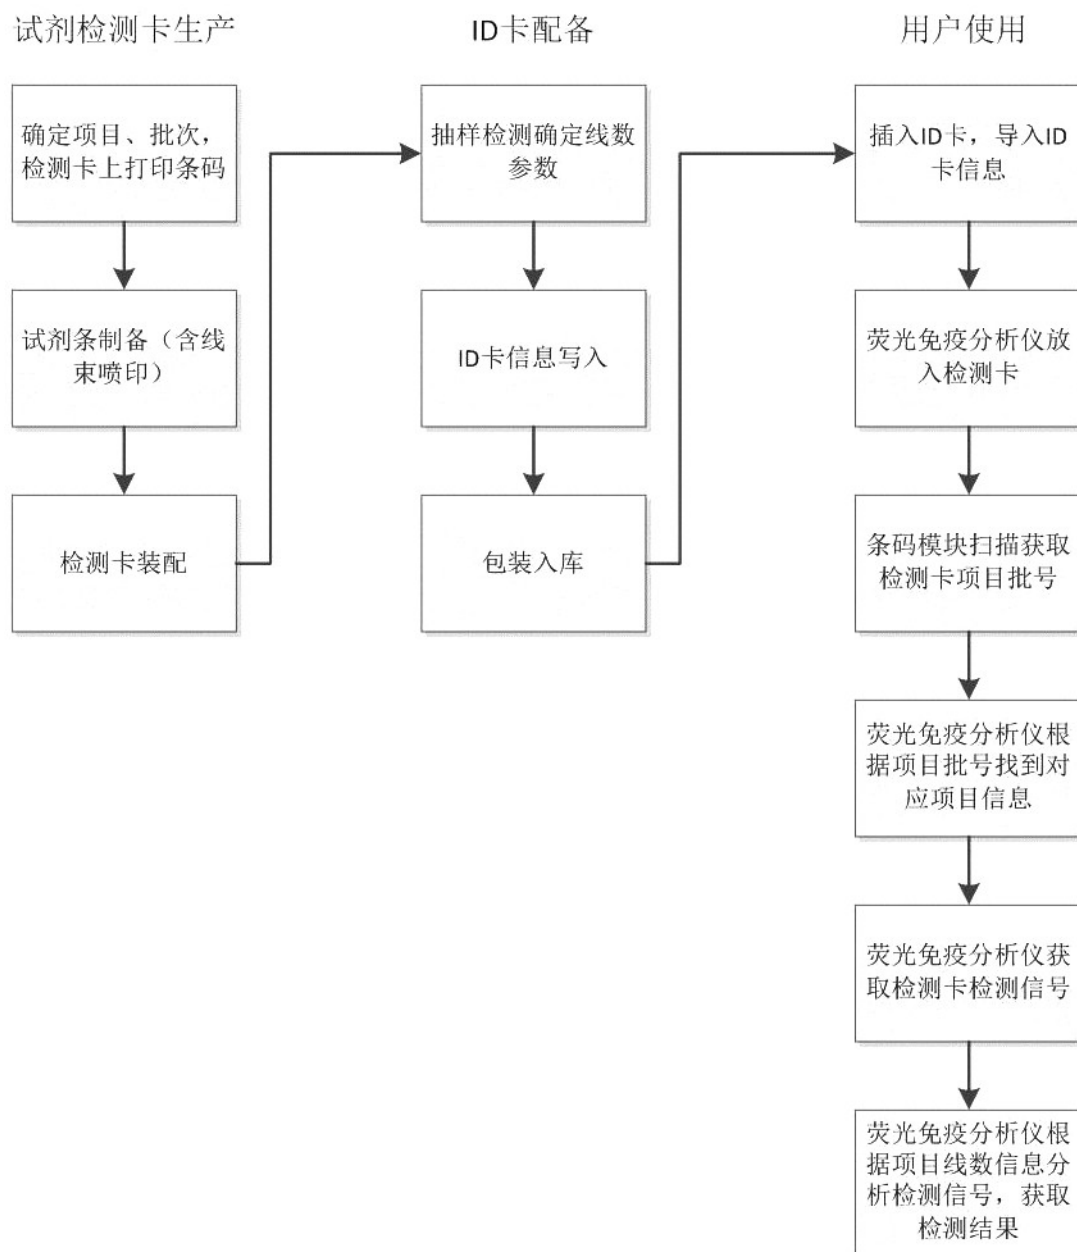 试剂检测卡生产
确定项目、批次，
检测卡上打印条码
试剂条制备（含线
束喷印）
检测卡装配
ID卡配备
抽样检测确定线数
参数
ID卡信息写入
包装入库
用户使用
插入ID卡，导入ID
卡信息
荧光免疫分析仪放
入检测卡
条码模块扫描获取
检测卡项目批号
荧光免疫分析仪根
据项目批号找到对
应项目信息
荧光免疫分析仪获
取检测卡检测信号
荧光免疫分析仪根
据项目线数信息分
析检测信号，获取
检测结果